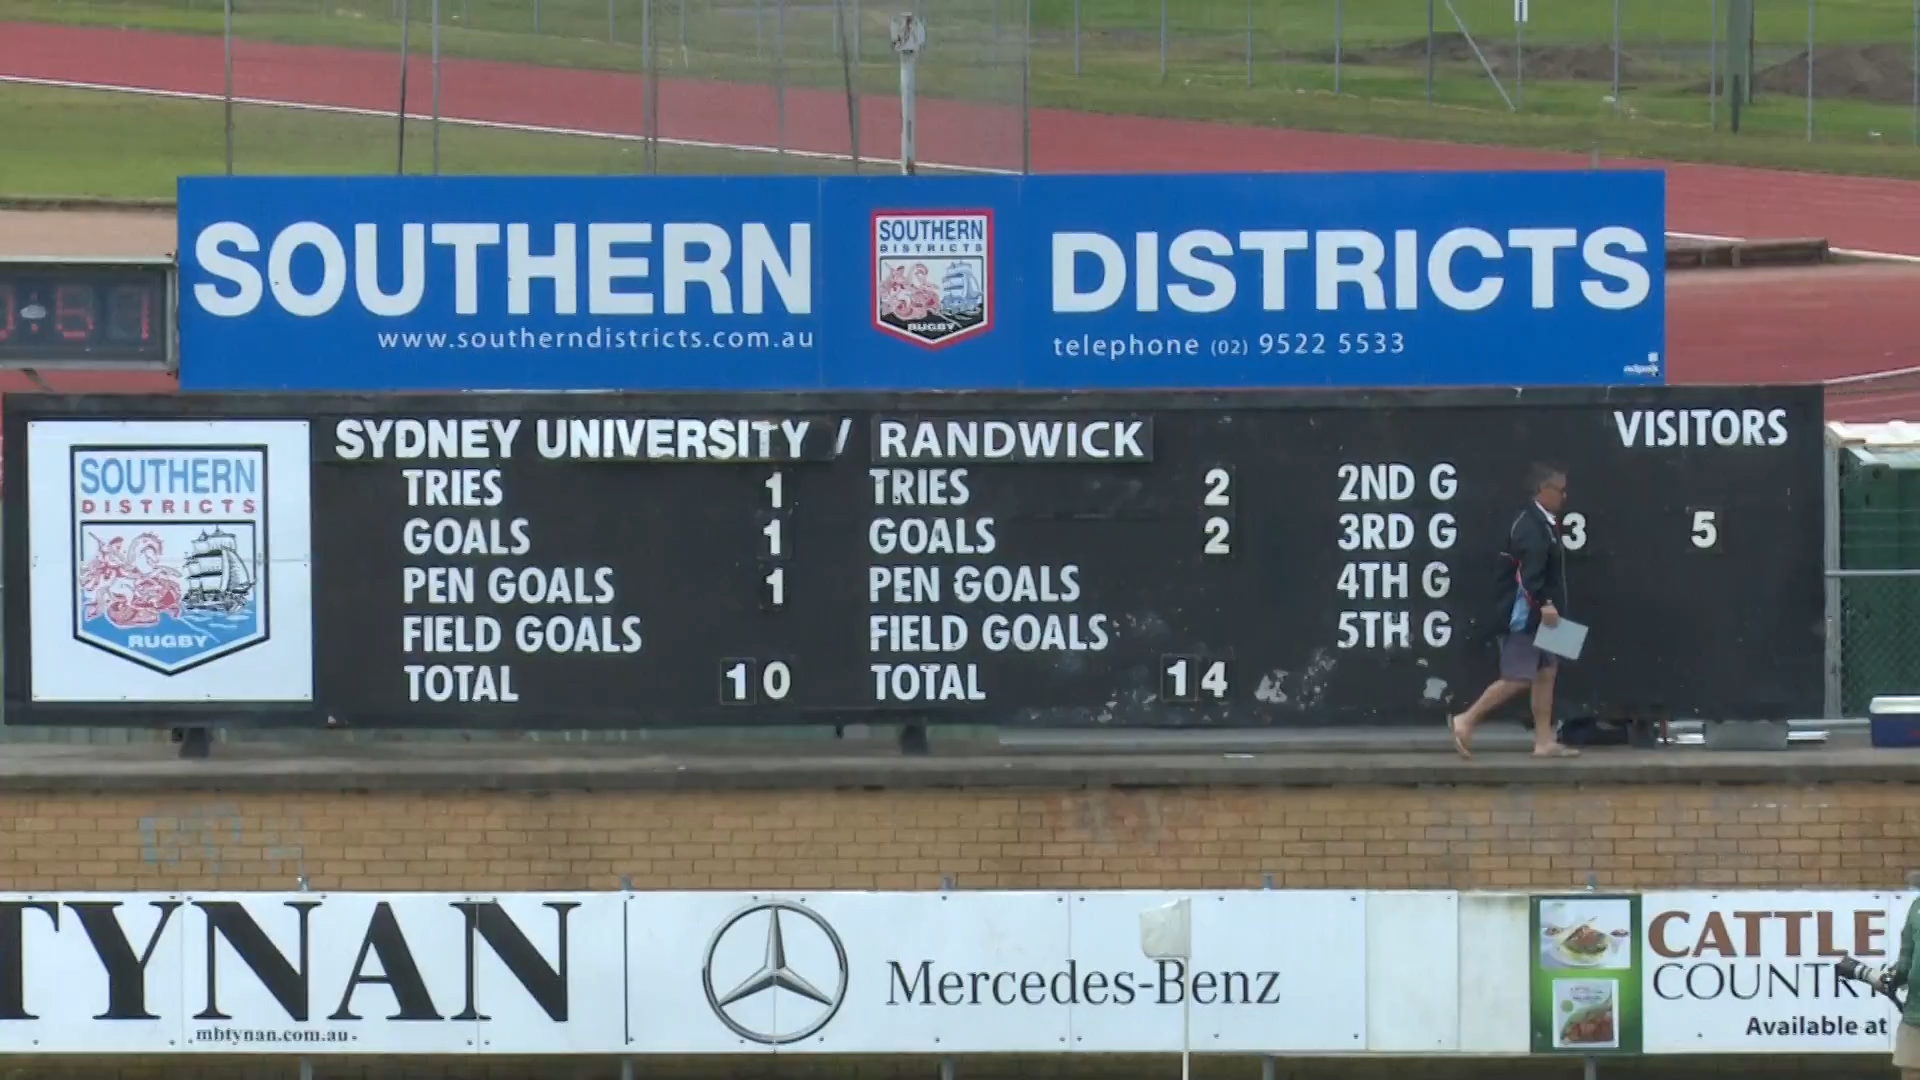 SOUTHERN DISTRICTS
www.southerndistricts.com.au
telephone (02) 9522 5533
SOUTHERN
DISTRICTS
RUGBY
SOUTHERN
DISTRICTS
RUGBY
SYDNEY UNIVERSITY / RANDWICK VISITORS
TRIES 1 TRIES 2 2ND G
GOALS 1 GOALS 2 3RD G 3 5
PEN GOALS 1 PEN GOALS 4TH G
FIELD GOALS FIELD GOALS 5TH G
TOTAL 10 TOTAL 14
TYNAN
mbtynan.com.au
Mercedes-Benz
CATTLE
COUNTRY
Available at